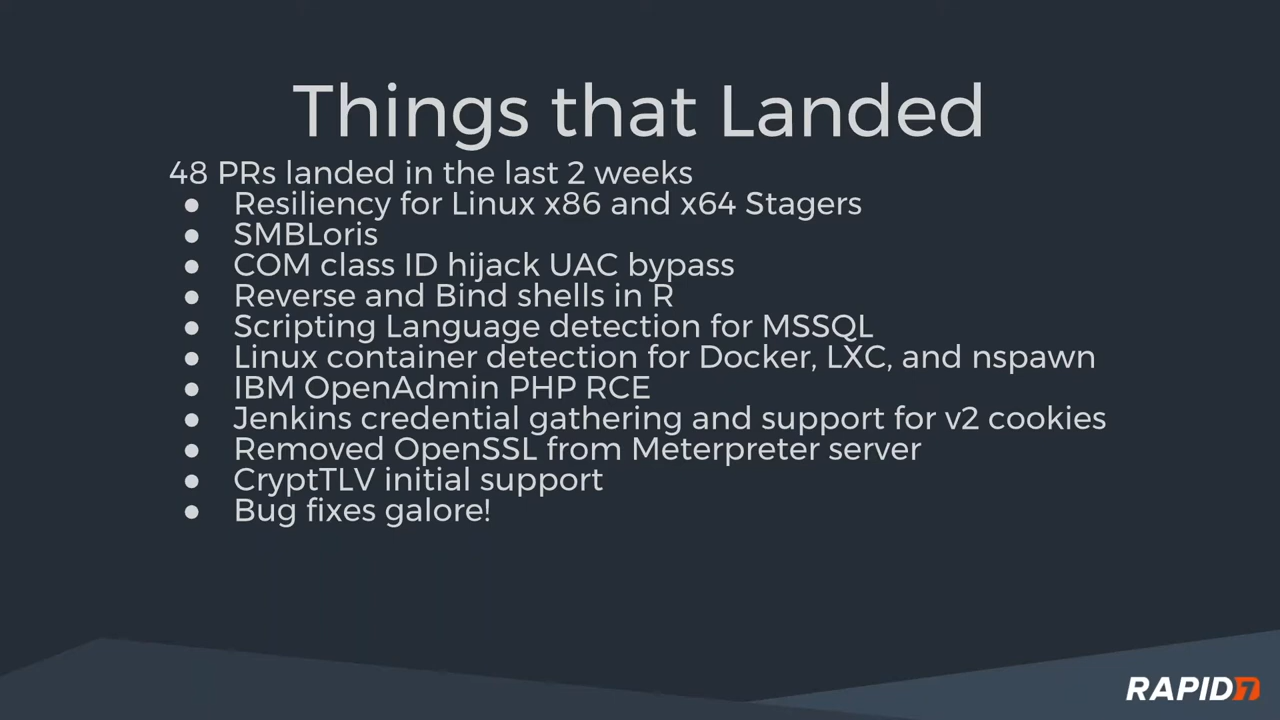 Things that Landed
48 PRs landed in the last 2 weeks
● Resiliency for Linux x86 and x64 Stagers
● SMBLoris
● COM class ID hijack UAC bypass
● Reverse and Bind shells in R
● Scripting Language detection for MSSQL
● Linux container detection for Docker, LXC, and nspawn
● IBM OpenAdmin PHP RCE
● Jenkins credential gathering and support for v2 cookies
● Removed OpenSSL from Meterpreter server
● CryptTLV initial support
● Bug fixes galore!
RAPID7